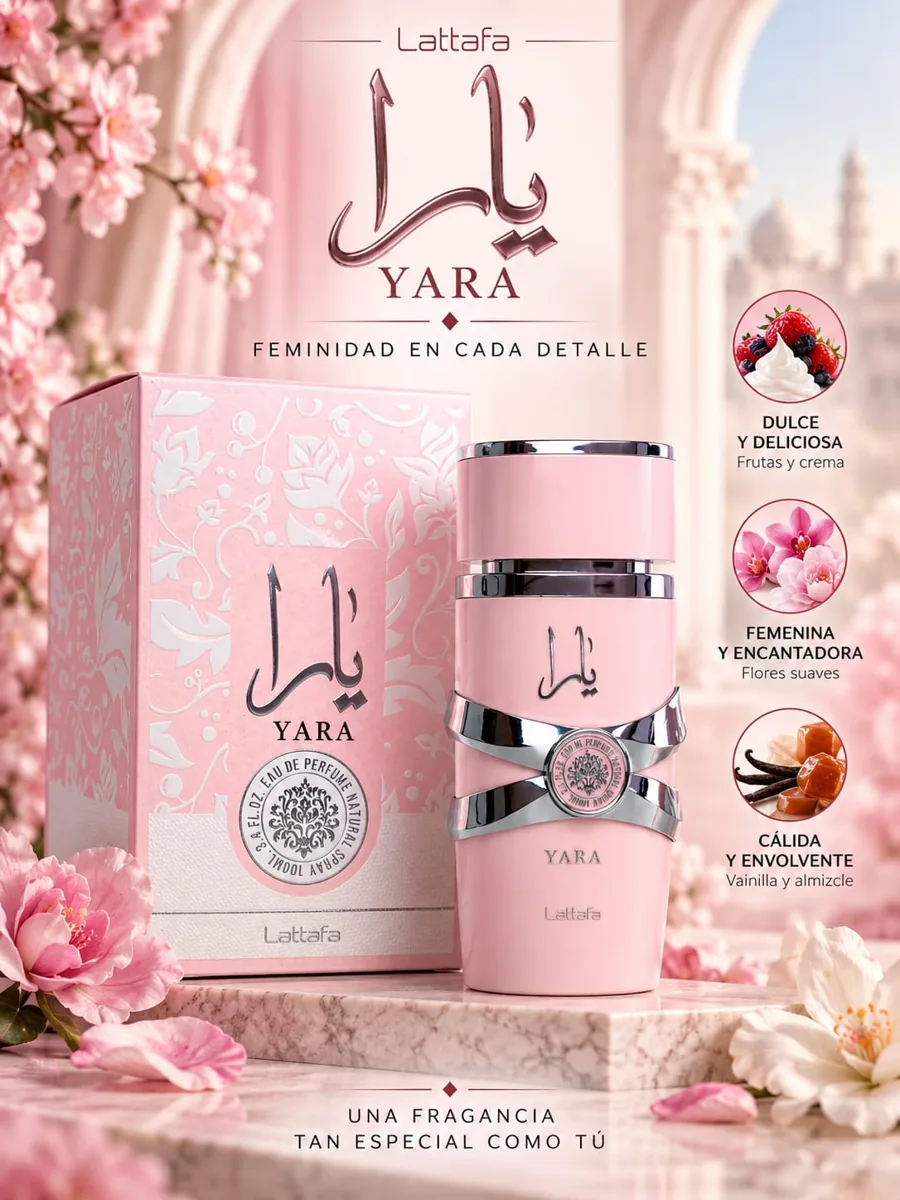 Lattafa
يارا
YARA
FEMINIDAD EN CADA DETALLE
DULCE
Y DELICIOSA
Frutas y crema
FEMENINA
Y ENCANTADORA
Flores suaves
CÁLIDA
Y ENVOLVENTE
Vainilla y almizcle
يارا
YARA
3.4 FL.OZ. EAU DE PERFUME NATURAL SPRAY 100ML.
Lattafa
يارا
YARA
Lattafa
UNA FRAGANCIA
TAN ESPECIAL COMO TÚ